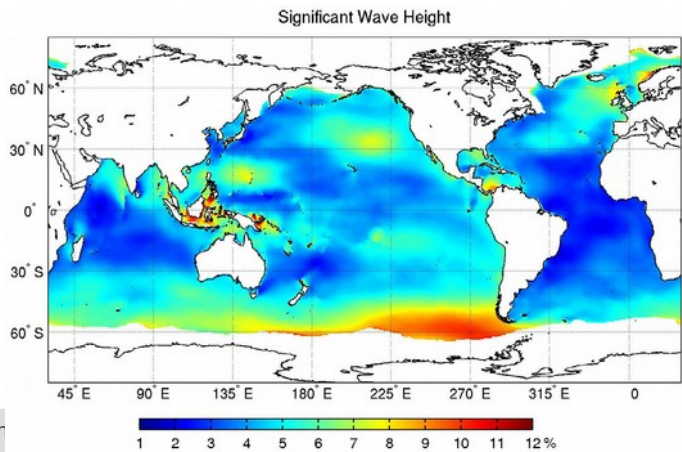 Significant Wave Height
60° N
30° N
0°
30° S
60° S
45° E 90° E 135° E 180° E 225° E 270° E 315° E 0
1 2 3 4 5 6 7 8 9 10 11 12 %